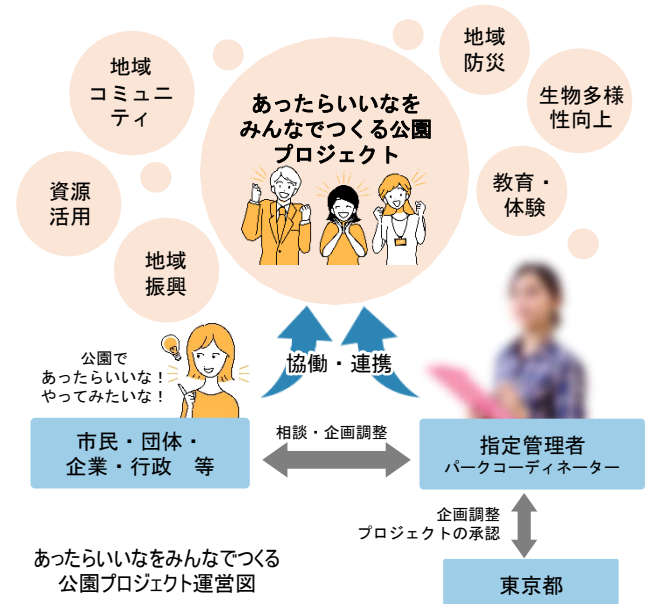 地域
コミュニ
ティ
地域
防災
あったらいいなを
みんなでつくる公園
プロジェクト
生物多様
性向上
資源
活用
教育・
体験
地域
振興
公園で
あったらいいな！
やってみたいな！
協働・連携
市民・団体・
企業・行政　等
相談・企画調整
指定管理者
パークコーディネーター
企画調整
プロジェクトの承認
東京都
あったらいいなをみんなでつくる
公園プロジェクト運営図